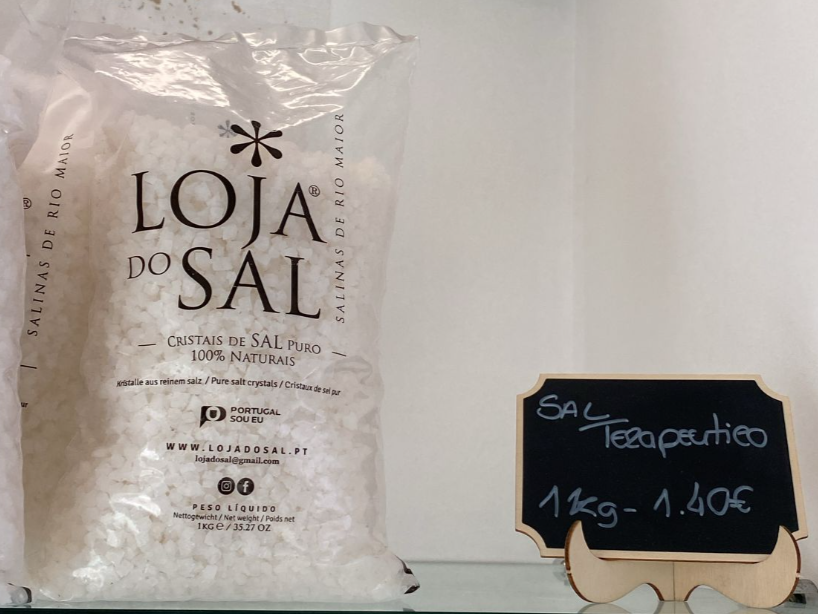 LOJA®
DO SAL
SALINAS DE RIO MAIOR
SALINAS DE RIO MAIOR
— CRISTAIS DE SAL PURO —
100% NATURAIS
Kristalle aus reinem salz / Pure salt crystals / Cristaux de sel pur
PORTUGAL
SOU EU
WWW.LOJADOSAL.PT
lojadosal@gmail.com
PESO LÍQUIDO
Nettogewicht / Net weight / Poids net
1KG ℮ / 35.27 OZ
SAL
Terapeutico
1kg - 1.40€